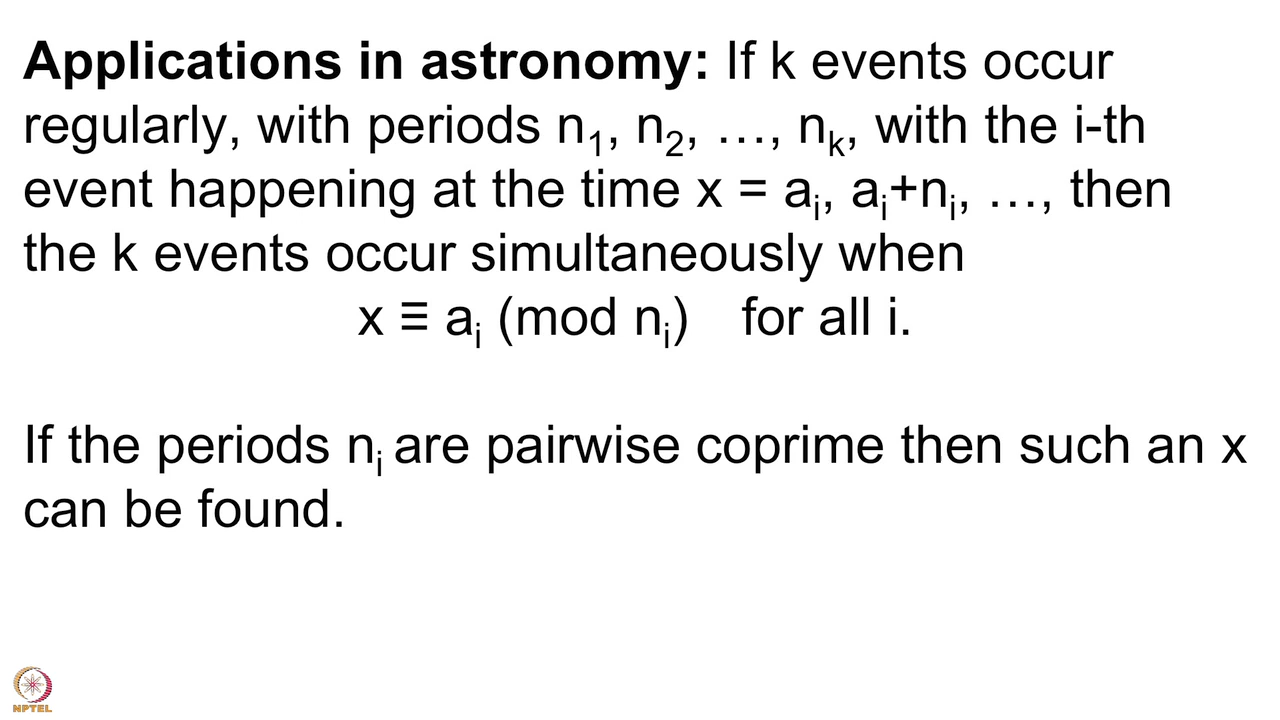 Applications in astronomy: If k events occur
regularly, with periods n₁, n₂, …, nₖ, with the i-th
event happening at the time x = aᵢ, aᵢ+nᵢ, …, then
the k events occur simultaneously when
x ≡ aᵢ (mod nᵢ) for all i.
If the periods nᵢ are pairwise coprime then such an x
can be found.
NPTEL